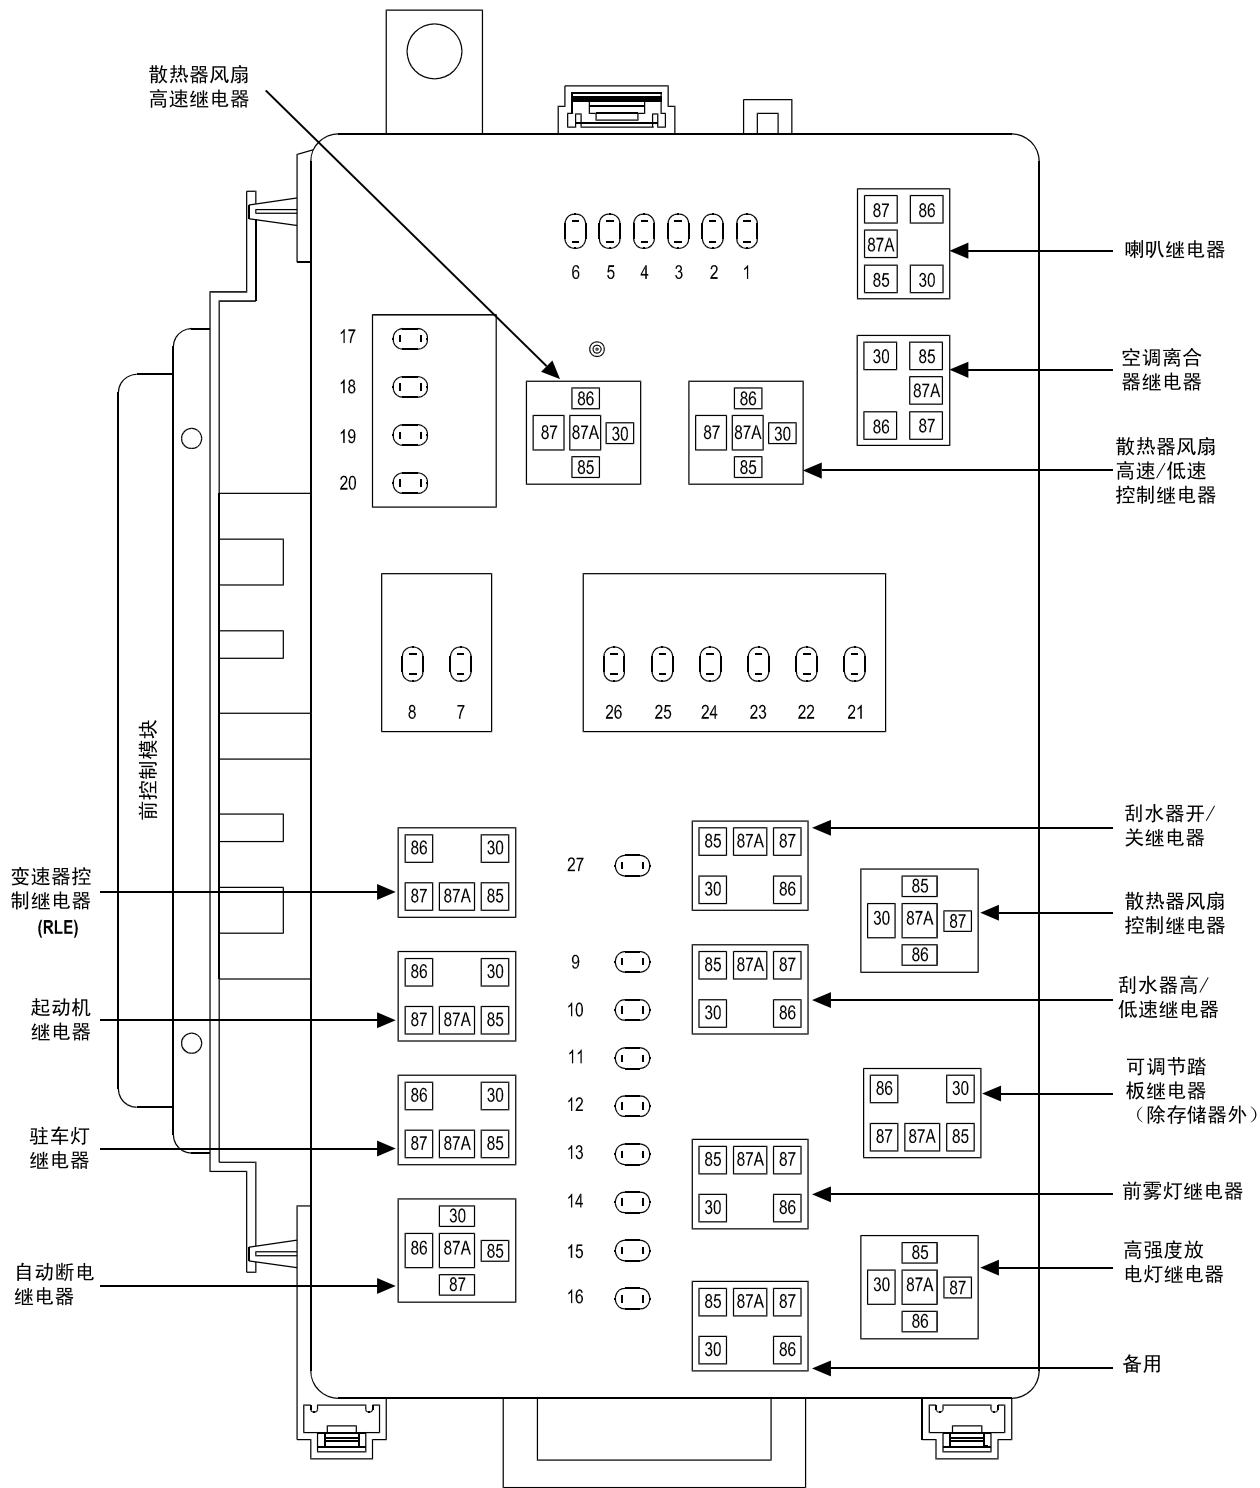 散热器风扇
高速继电器
87 86
87A
85 30
喇叭继电器
6 5 4 3 2 1
17
18
19
20
86
87 87A 30
85
86
87 87A 30
85
30 85
87A
86 87
空调离合
器继电器
散热器风扇
高速/低速
控制继电器
8 7
26 25 24 23 22 21
前控制模块
86 30
87 87A 85
变速器控
制继电器
(RLE)
27
85 87A 87
30 86
刮水器开/
关继电器
85
30 87A 87
86
散热器风扇
控制继电器
86 30
87 87A 85
起动机
继电器
9
10
11
12
13
14
15
16
85 87A 87
30 86
刮水器高/
低速继电器
86 30
87 87A 85
可调节踏
板继电器
（除存储器外）
86 30
87 87A 85
驻车灯
继电器
85 87A 87
30 86
前雾灯继电器
30
86 87A 85
87
自动断电
继电器
85
30 87A 87
86
高强度放
电灯继电器
85 87A 87
30 86
备用